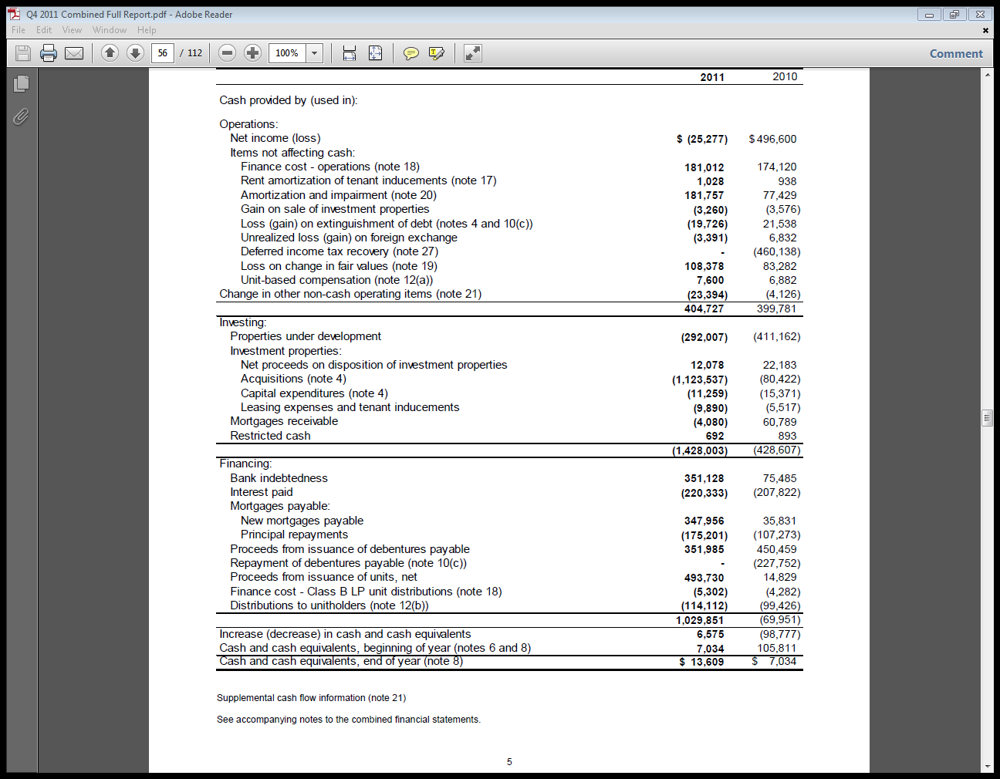 Q4 2011 Combined Full Report.pdf - Adobe Reader
File Edit View Window Help
56 / 112 100% Comment
2011 2010
Cash provided by (used in):
Operations:
Net income (loss) $ (25,277) $ 496,600
Items not affecting cash:
Finance cost - operations (note 18) 181,012 174,120
Rent amortization of tenant inducements (note 17) 1,028 938
Amortization and impairment (note 20) 181,757 77,429
Gain on sale of investment properties (3,260) (3,576)
Loss (gain) on extinguishment of debt (notes 4 and 10(c)) (19,726) 21,538
Unrealized loss (gain) on foreign exchange (3,391) 6,832
Deferred income tax recovery (note 27) - (460,138)
Loss on change in fair values (note 19) 108,378 83,282
Unit-based compensation (note 12(a)) 7,600 6,882
Change in other non-cash operating items (note 21) (23,394) (4,126)
404,727 399,781
Investing:
Properties under development (292,007) (411,162)
Investment properties:
Net proceeds on disposition of investment properties 12,078 22,183
Acquisitions (note 4) (1,123,537) (80,422)
Capital expenditures (note 4) (11,259) (15,371)
Leasing expenses and tenant inducements (9,890) (5,517)
Mortgages receivable (4,080) 60,789
Restricted cash 692 893
(1,428,003) (428,607)
Financing:
Bank indebtedness 351,128 75,485
Interest paid (220,333) (207,822)
Mortgages payable:
New mortgages payable 347,956 35,831
Principal repayments (175,201) (107,273)
Proceeds from issuance of debentures payable 351,985 450,459
Repayment of debentures payable (note 10(c)) - (227,752)
Proceeds from issuance of units, net 493,730 14,829
Finance cost - Class B LP unit distributions (note 18) (5,302) (4,282)
Distributions to unitholders (note 12(b)) (114,112) (99,426)
1,029,851 (69,951)
Increase (decrease) in cash and cash equivalents 6,575 (98,777)
Cash and cash equivalents, beginning of year (notes 6 and 8) 7,034 105,811
Cash and cash equivalents, end of year (note 8) $ 13,609 $ 7,034
Supplemental cash flow information (note 21)
See accompanying notes to the combined financial statements.
5